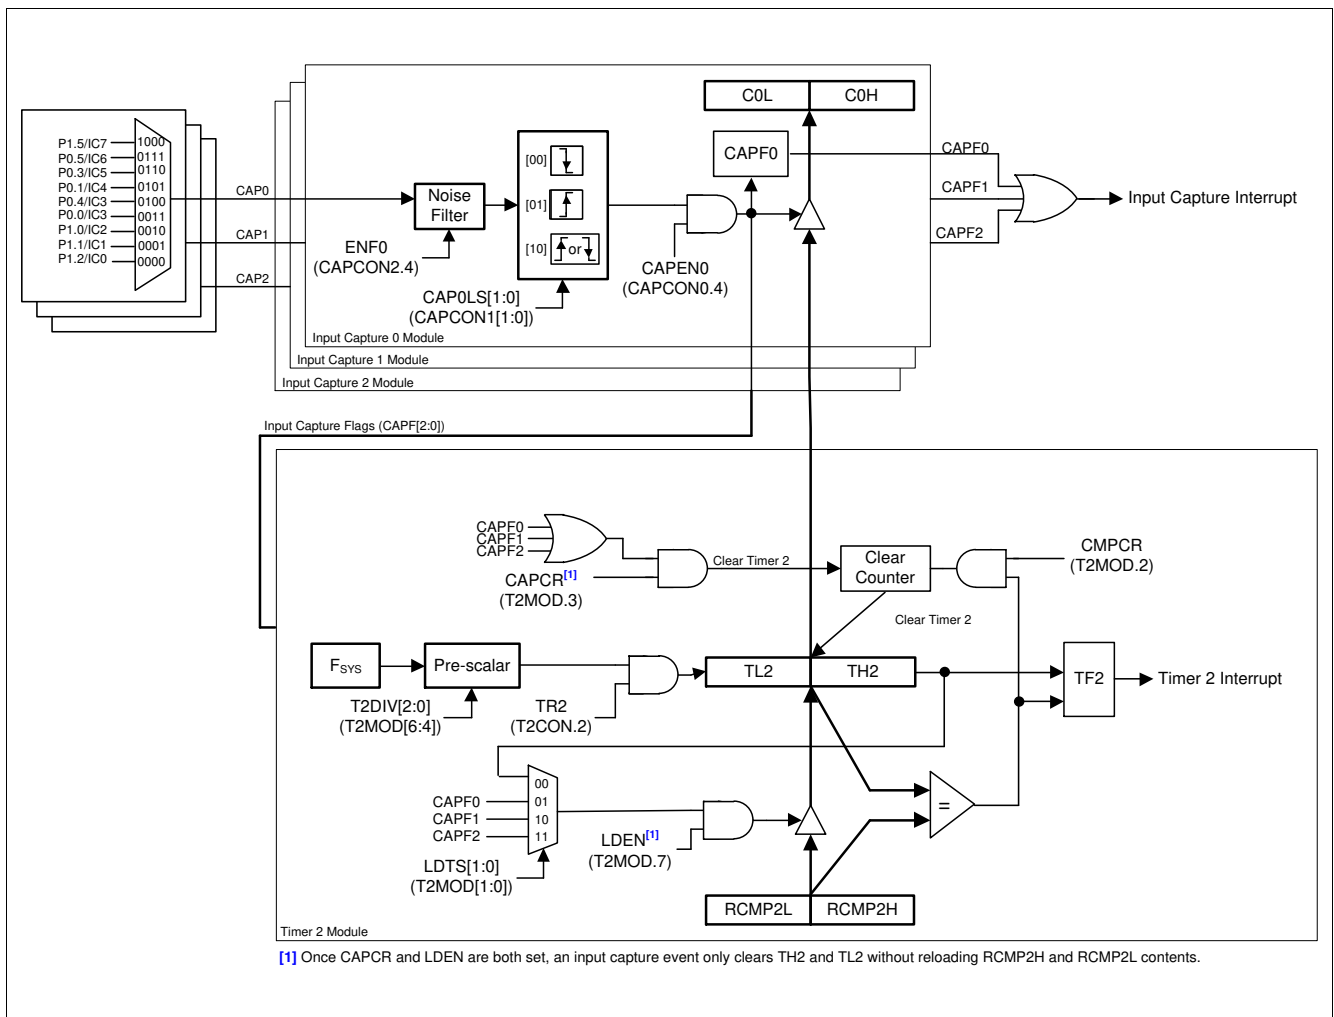 C0L
C0H
P1.5/IC7
1000
P0.5/IC6
0111
P0.3/IC5
0110
P0.1/IC4
0101
P0.4/IC3
0100
P0.0/IC3
0011
P1.0/IC2
0010
P1.1/IC1
0001
P1.2/IC0
0000
CAP0
CAP1
CAP2
Noise
Filter
ENF0
(CAPCON2.4)
[00]
[01]
[10]
or
CAP0LS[1:0]
(CAPCON1[1:0])
CAPF0
CAPEN0
(CAPCON0.4)
CAPF0
CAPF1
CAPF2
Input Capture Interrupt
Input Capture 0 Module
Input Capture 1 Module
Input Capture 2 Module
Input Capture Flags (CAPF[2:0])
CAPF0
CAPF1
CAPF2
CAPCR[1]
(T2MOD.3)
Clear Timer 2
Clear
Counter
CMPCR
(T2MOD.2)
Clear Timer 2
FSYS
Pre-scalar
T2DIV[2:0]
(T2MOD[6:4])
TR2
(T2CON.2)
TL2
TH2
TF2
Timer 2 Interrupt
00
CAPF0
01
CAPF1
10
CAPF2
11
LDTS[1:0]
(T2MOD[1:0])
LDEN[1]
(T2MOD.7)
=
RCMP2L
RCMP2H
Timer 2 Module
[1] Once CAPCR and LDEN are both set, an input capture event only clears TH2 and TL2 without reloading RCMP2H and RCMP2L contents.